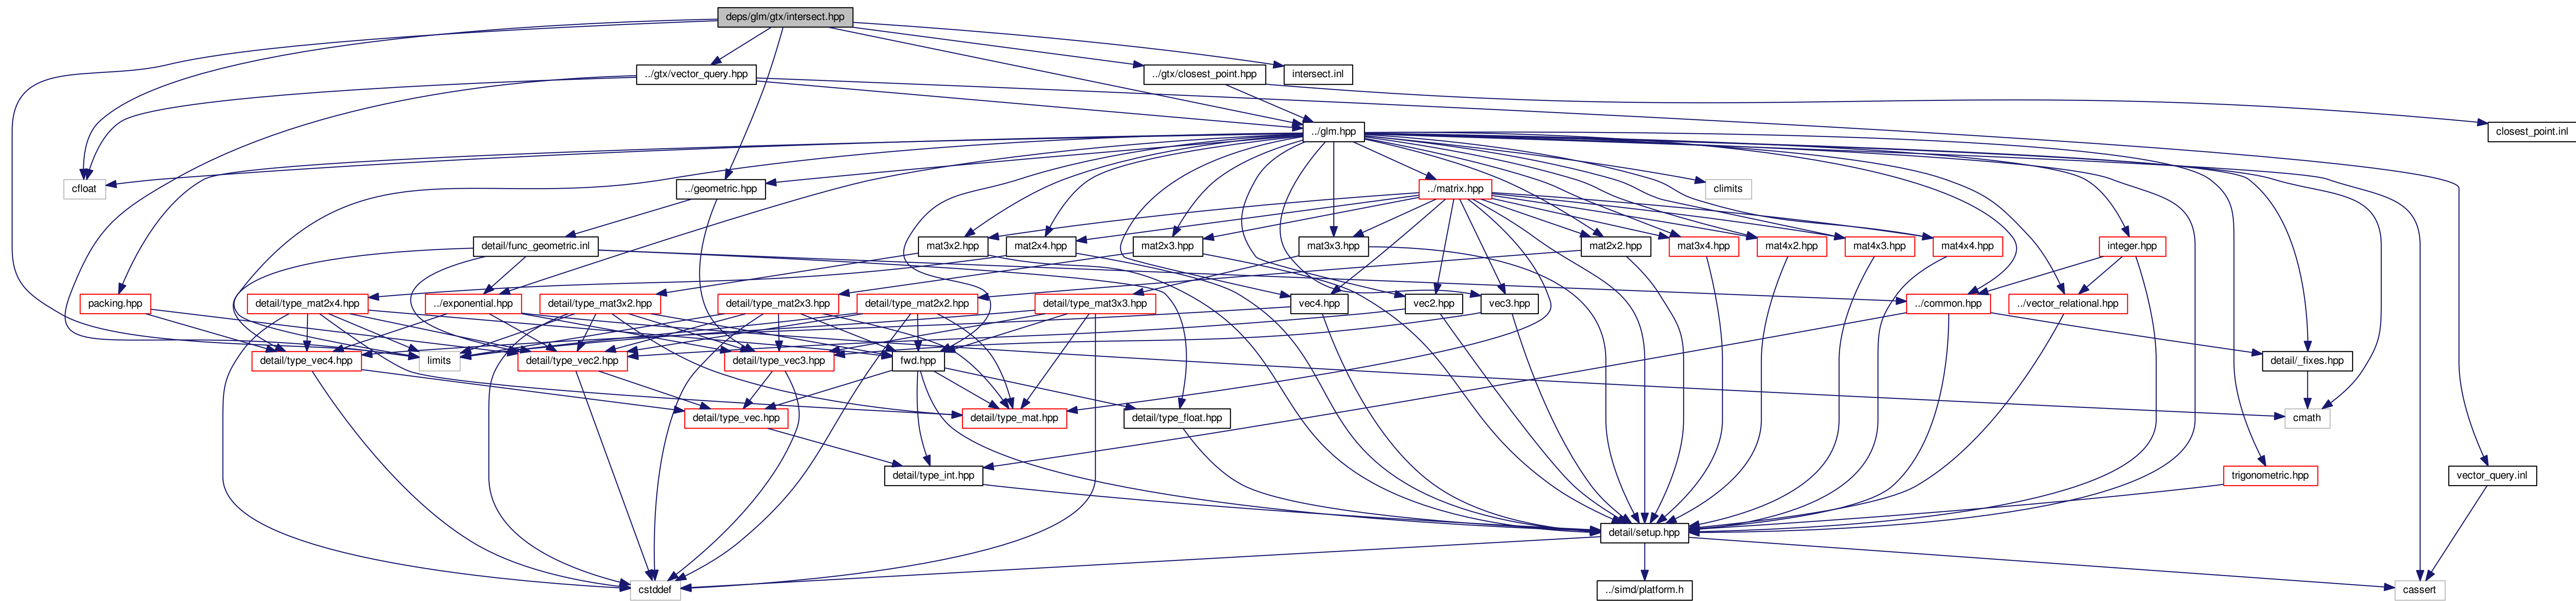 deps/glm/gtx/intersect.hpp
../gtx/vector_query.hpp
../gtx/closest_point.hpp
intersect.inl
../glm.hpp
closest_point.inl
cfloat
../geometric.hpp
../matrix.hpp
climits
detail/func_geometric.inl
mat3x2.hpp
mat2x4.hpp
mat2x3.hpp
mat3x3.hpp
mat2x2.hpp
mat3x4.hpp
mat4x2.hpp
mat4x3.hpp
mat4x4.hpp
integer.hpp
packing.hpp
detail/type_mat2x4.hpp
../exponential.hpp
detail/type_mat3x2.hpp
detail/type_mat2x3.hpp
detail/type_mat2x2.hpp
detail/type_mat3x3.hpp
vec4.hpp
vec2.hpp
vec3.hpp
../common.hpp
../vector_relational.hpp
detail/type_vec4.hpp
limits
detail/type_vec2.hpp
detail/type_vec3.hpp
fwd.hpp
detail/_fixes.hpp
detail/type_vec.hpp
detail/type_mat.hpp
detail/type_float.hpp
cmath
detail/type_int.hpp
trigonometric.hpp
vector_query.inl
detail/setup.hpp
cstddef
../simd/platform.h
cassert